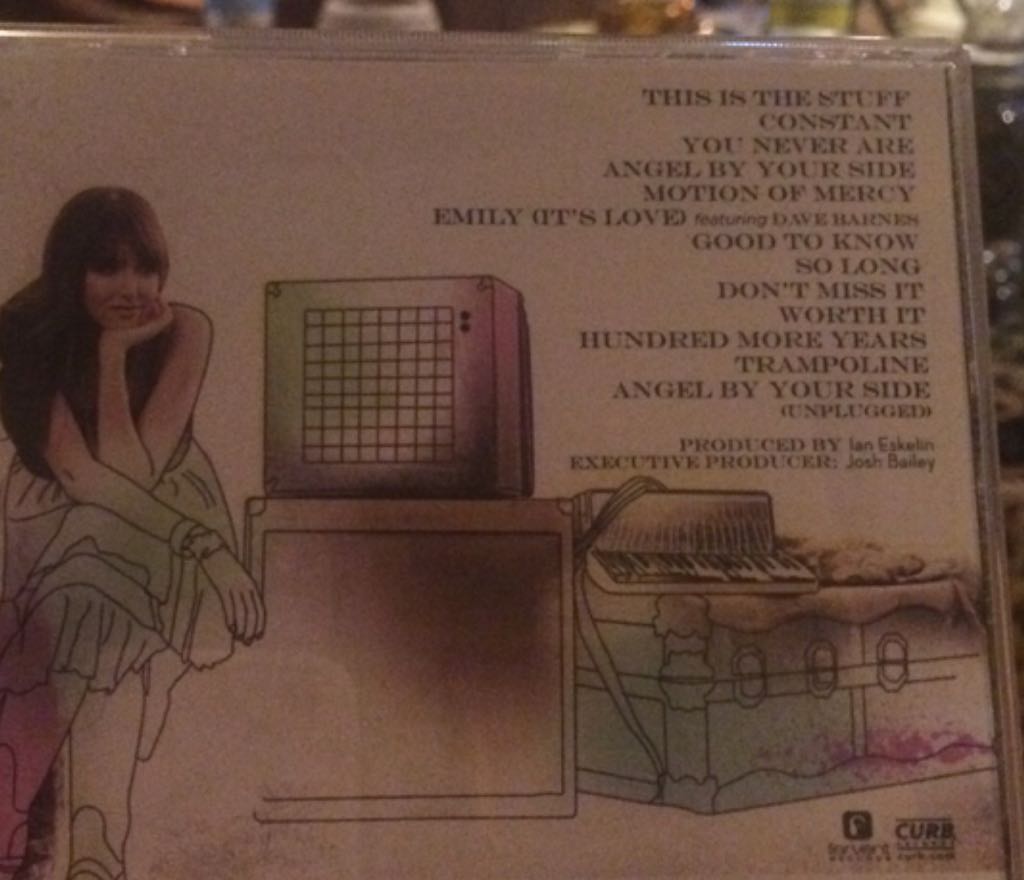 THIS IS THE STUFF
CONSTANT
YOU NEVER ARE
ANGEL BY YOUR SIDE
MOTION OF MERCY
EMILY (IT'S LOVE) featuring DAVE BARNES
GOOD TO KNOW
SO LONG
DON'T MISS IT
WORTH IT
HUNDRED MORE YEARS
TRAMPOLINE
ANGEL BY YOUR SIDE
(UNPLUGGED)
PRODUCED BY Ian Eskelin
EXECUTIVE PRODUCER: Josh Bailey
CURB
curb.com